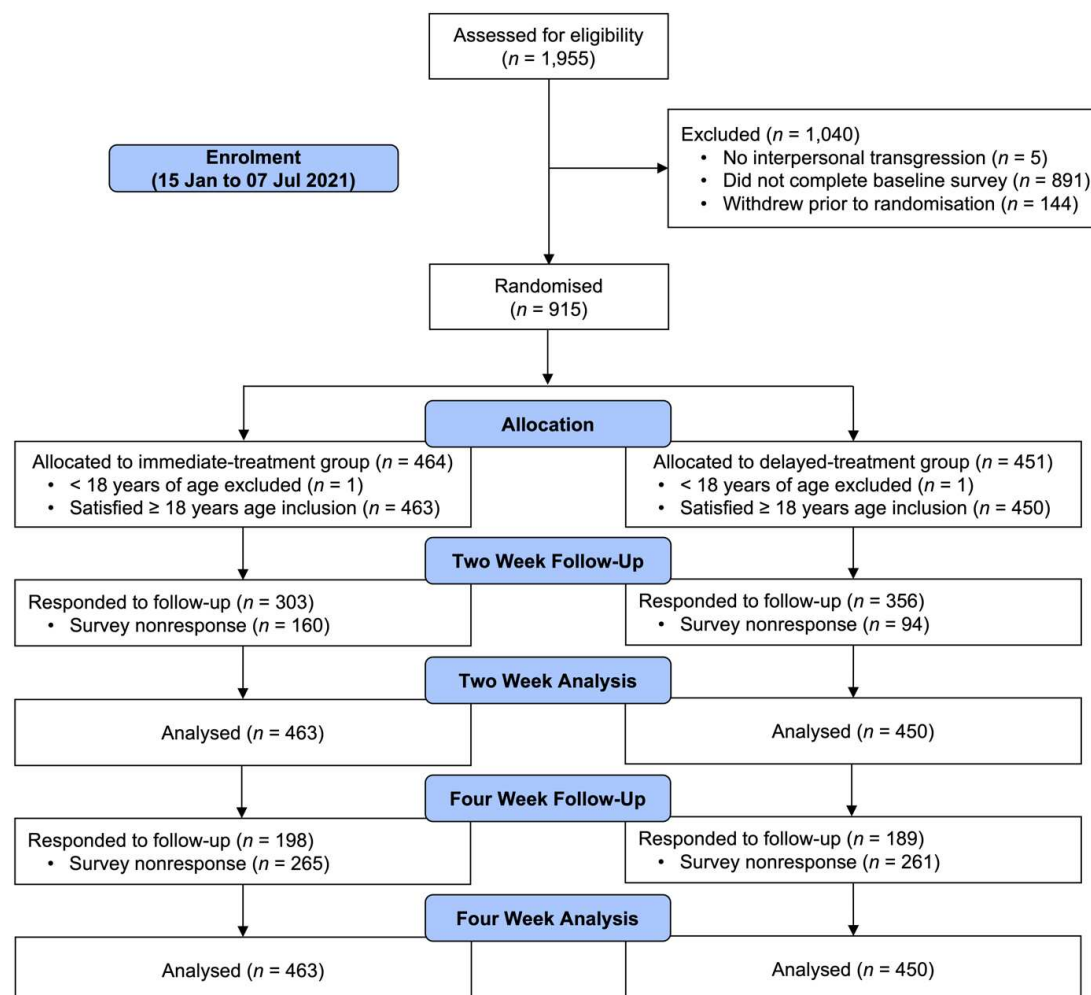 Assessed for eligibility
(n = 1,955)
Excluded (n = 1,040)
• No interpersonal transgression (n = 5)
• Did not complete baseline survey (n = 891)
• Withdrew prior to randomisation (n = 144)
Enrolment
(15 Jan to 07 Jul 2021)
Randomised
(n = 915)
Allocation
Allocated to immediate-treatment group (n = 464)
• < 18 years of age excluded (n = 1)
• Satisfied ≥ 18 years age inclusion (n = 463)
Allocated to delayed-treatment group (n = 451)
• < 18 years of age excluded (n = 1)
• Satisfied ≥ 18 years age inclusion (n = 450)
Two Week Follow-Up
Responded to follow-up (n = 303)
• Survey nonresponse (n = 160)
Responded to follow-up (n = 356)
• Survey nonresponse (n = 94)
Two Week Analysis
Analysed (n = 463)
Analysed (n = 450)
Four Week Follow-Up
Responded to follow-up (n = 198)
• Survey nonresponse (n = 265)
Responded to follow-up (n = 189)
• Survey nonresponse (n = 261)
Four Week Analysis
Analysed (n = 463)
Analysed (n = 450)